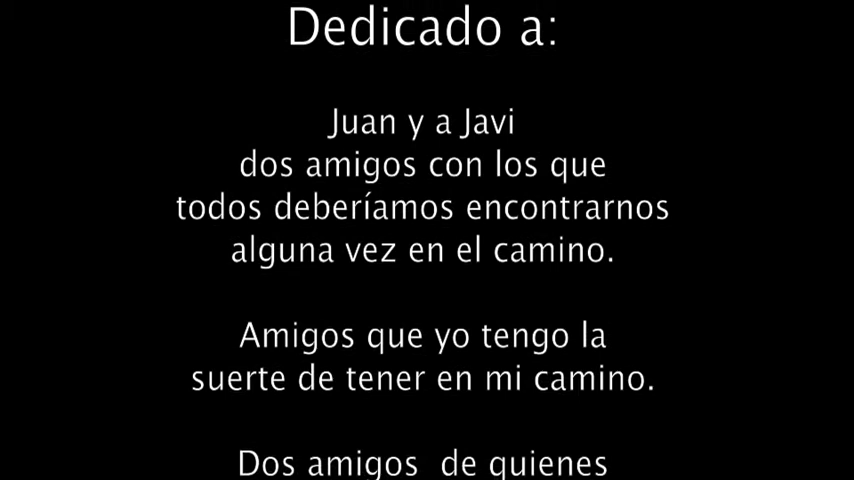 Dedicado a:
Juan y a Javi
dos amigos con los que
todos deberíamos encontrarnos
alguna vez en el camino.
Amigos que yo tengo la
suerte de tener en mi camino.
Dos amigos  de quienes